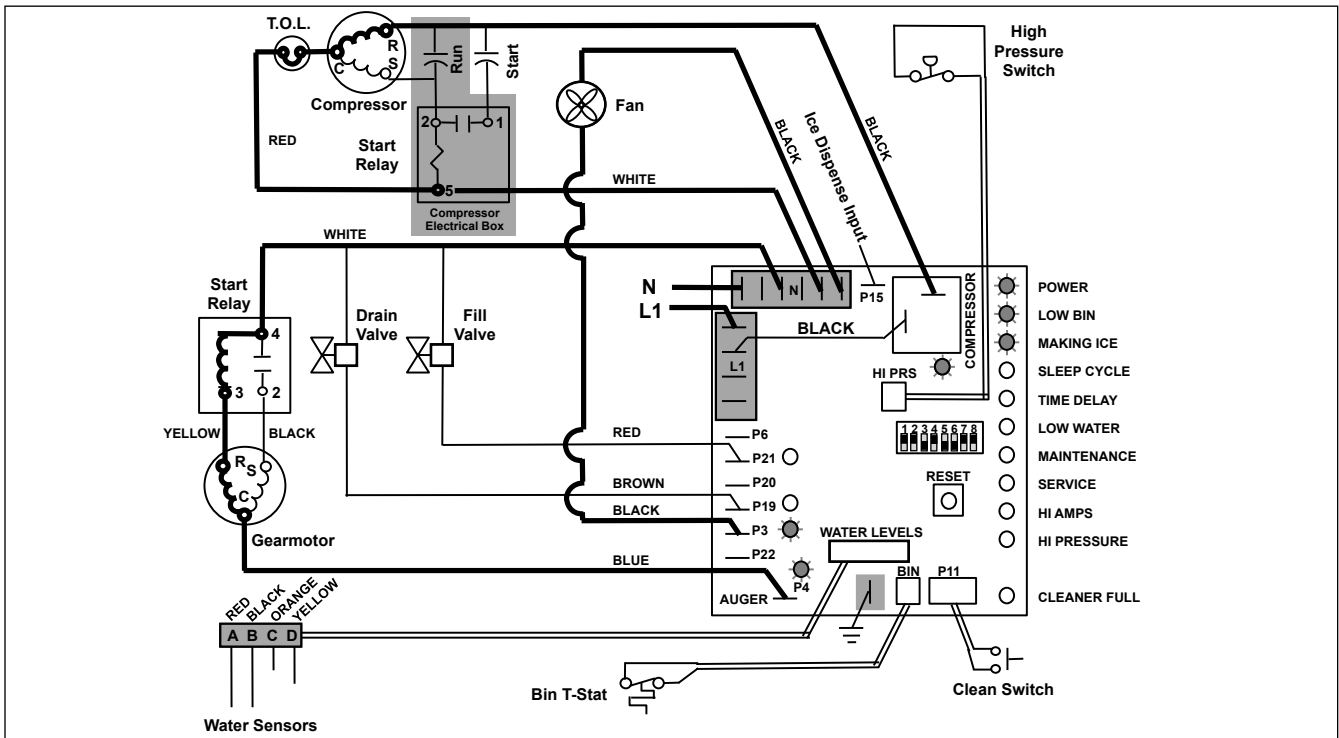 T.O.L.
R
C
S
Compressor
Run
Start
2
1
Start
Relay
5
Compressor
Electrical Box
RED
WHITE
Fan
BLACK
Ice Dispense Input
BLACK
High
Pressure
Switch
WHITE
Start
Relay
4
3
2
YELLOW
BLACK
R
S
C
Gearmotor
Drain
Valve
Fill
Valve
RED
BROWN
BLACK
BLUE
N
L1
N
P15
BLACK
L1
COMPRESSOR
HI PRS
1 2 3 4 5 6 7 8
RESET
P6
P21
P20
P19
P3
P22
P4
AUGER
WATER LEVELS
BIN
P11
POWER
LOW BIN
MAKING ICE
SLEEP CYCLE
TIME DELAY
LOW WATER
MAINTENANCE
SERVICE
HI AMPS
HI PRESSURE
CLEANER FULL
RED
BLACK
ORANGE
YELLOW
A B C D
Water Sensors
Bin T-Stat
Clean Switch